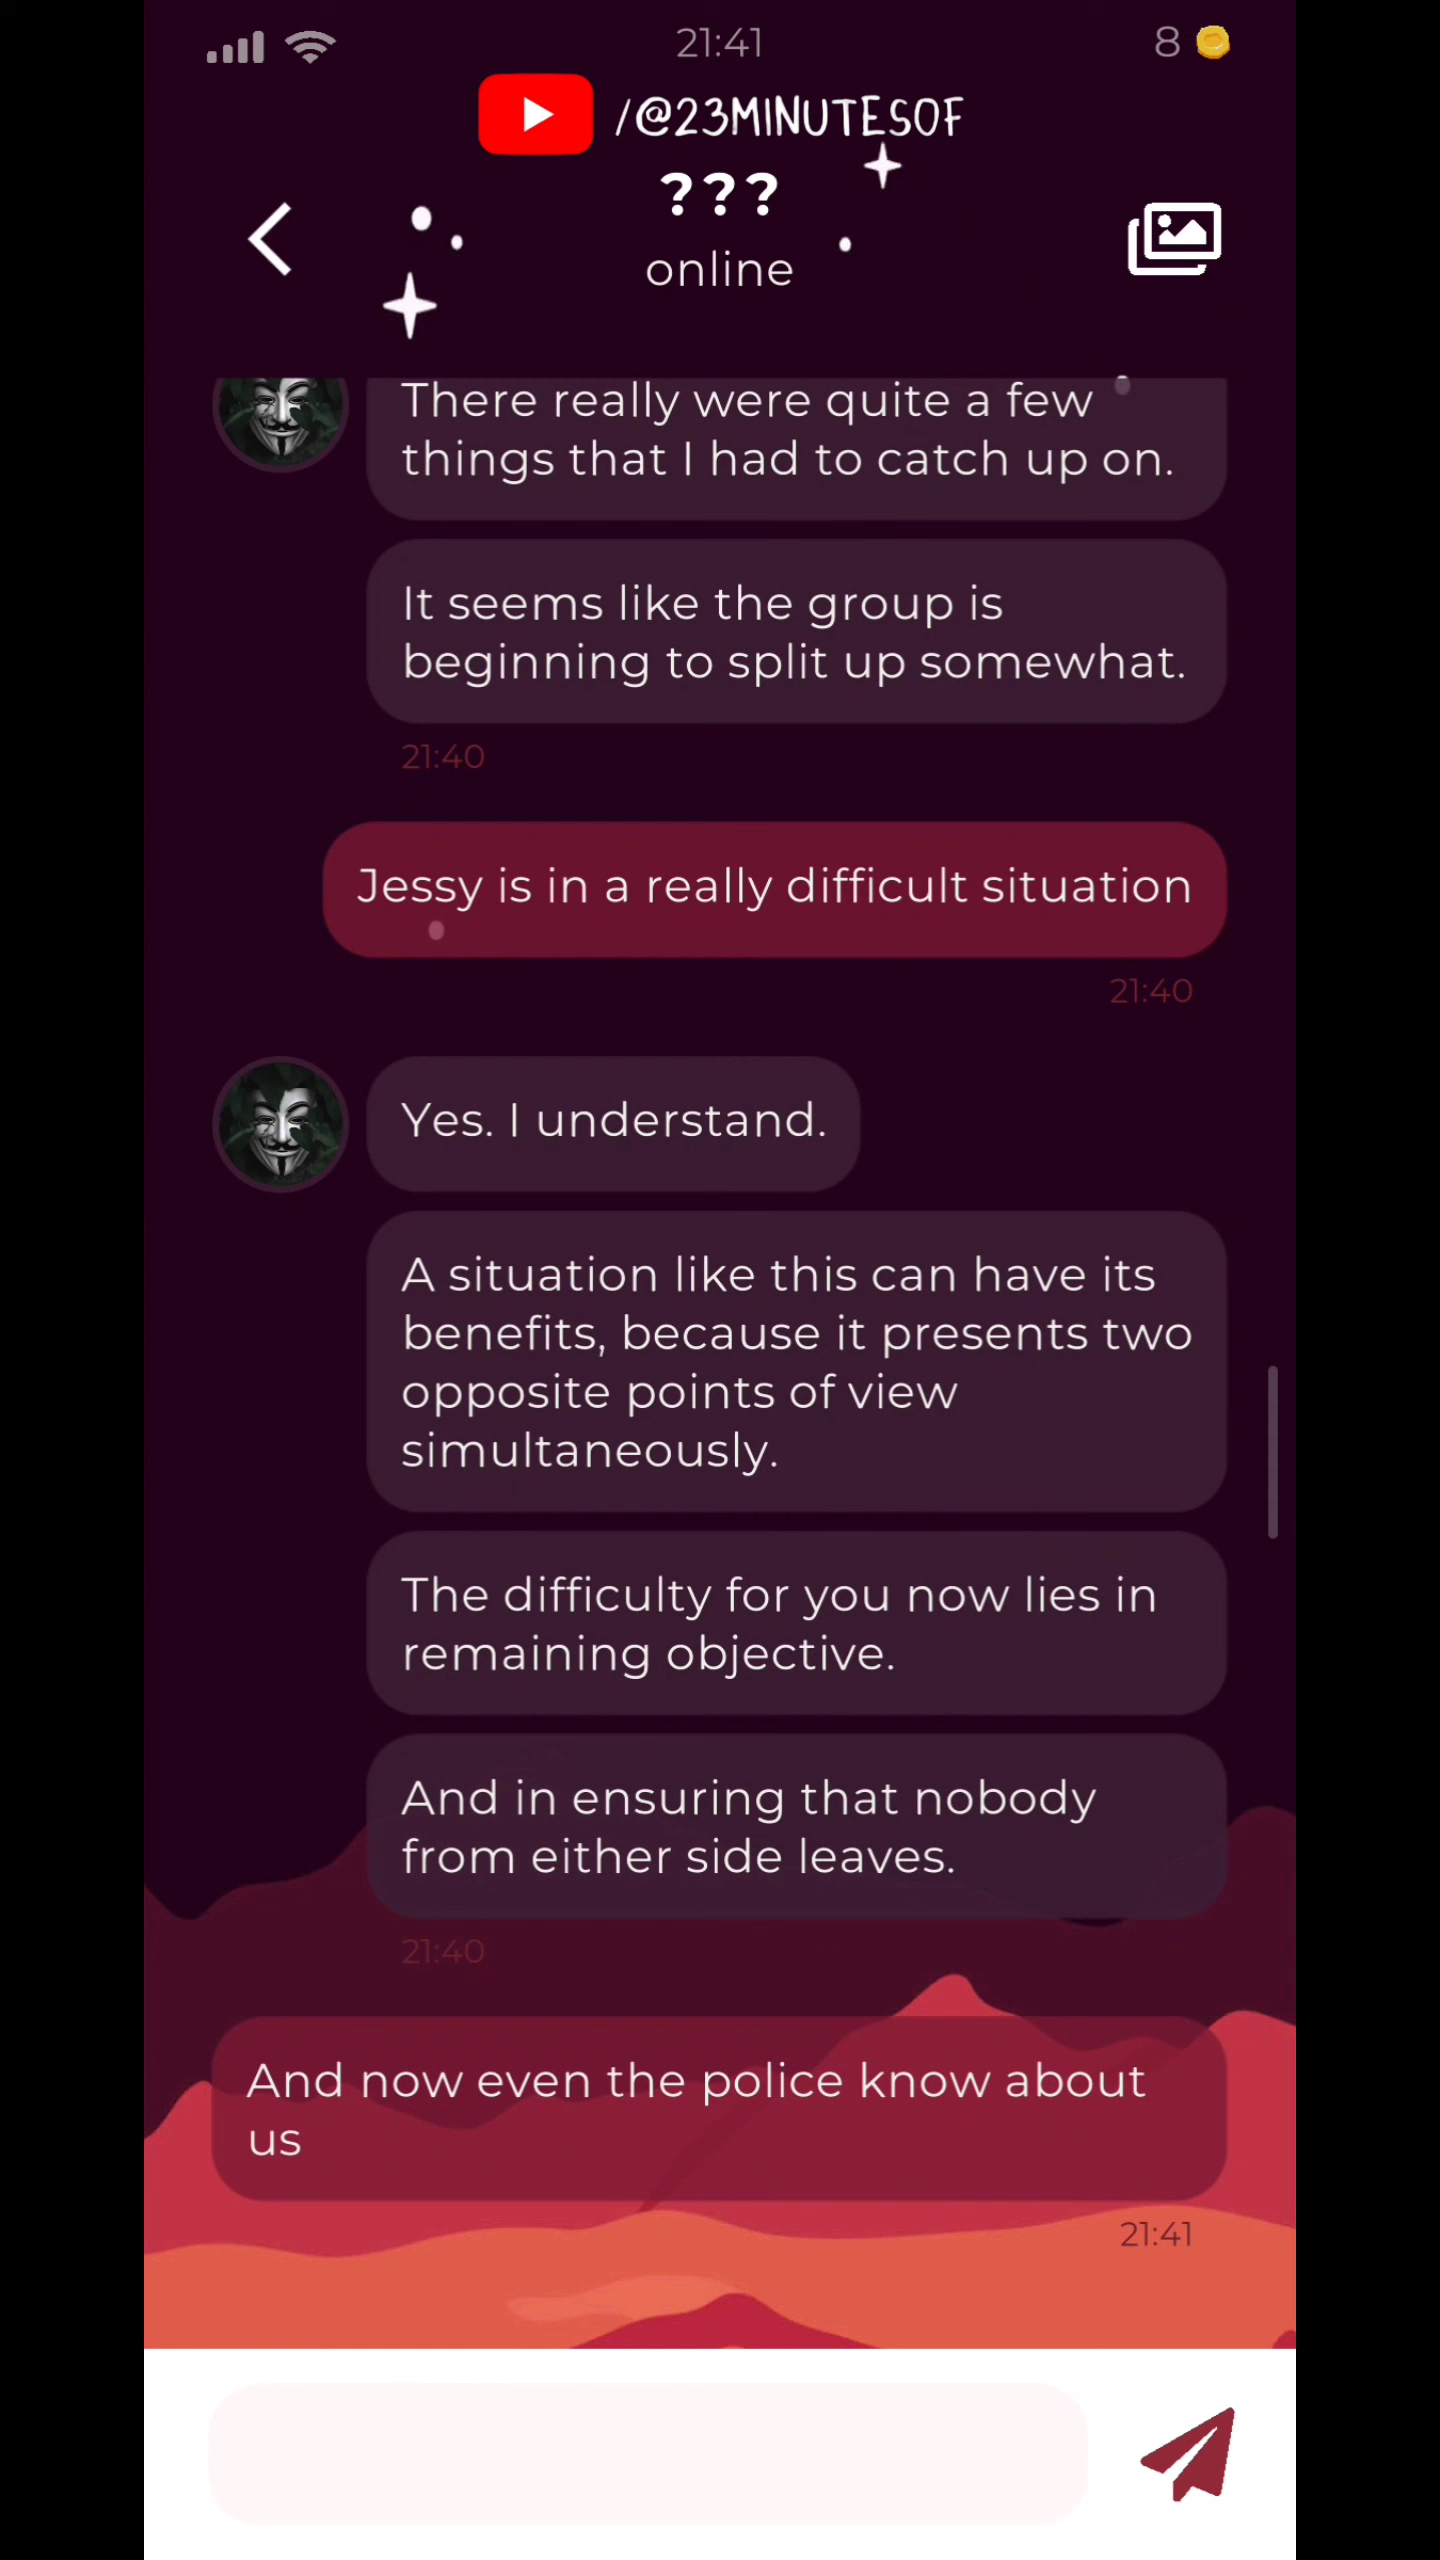 21:41
8
/@23MINUTESOF
???
online
There really were quite a few
things that I had to catch up on.
It seems like the group is
beginning to split up somewhat.
21:40
Jessy is in a really difficult situation
21:40
Yes. I understand.
A situation like this can have its
benefits, because it presents two
opposite points of view
simultaneously.
The difficulty for you now lies in
remaining objective.
And in ensuring that nobody
from either side leaves.
21:40
And now even the police know about
us
21:41